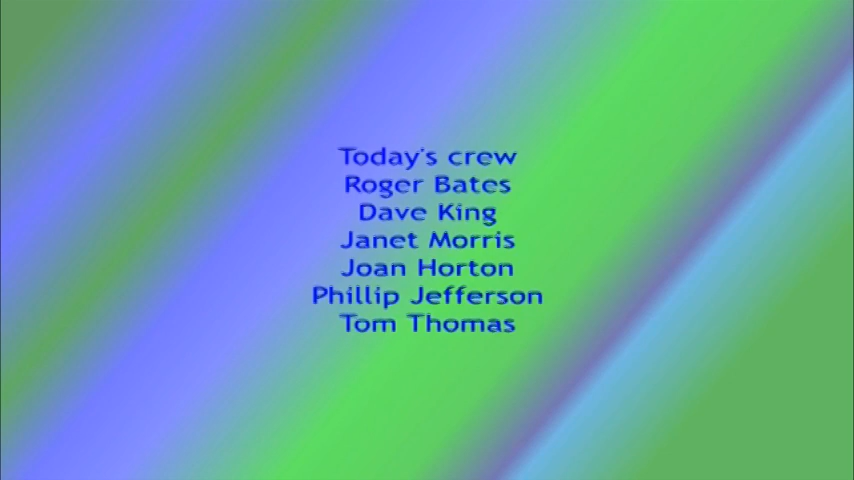 Today's crew
Roger Bates
Dave King
Janet Morris
Joan Horton
Phillip Jefferson
Tom Thomas